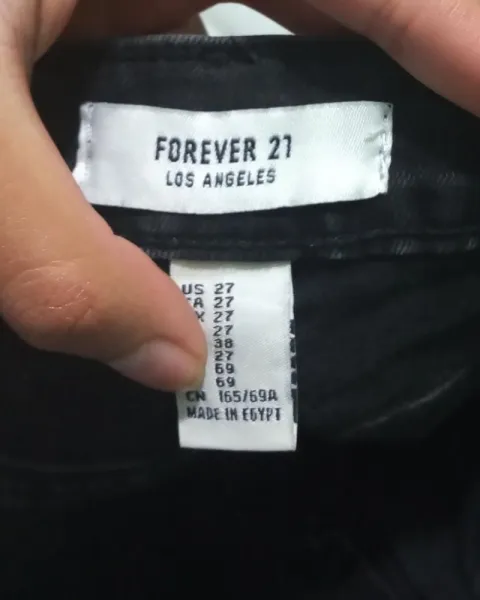 FOREVER 21
LOS ANGELES
US 27
CA 27
X 27
27
38
27
69
69
CN 165/69A
MADE IN EGYPT